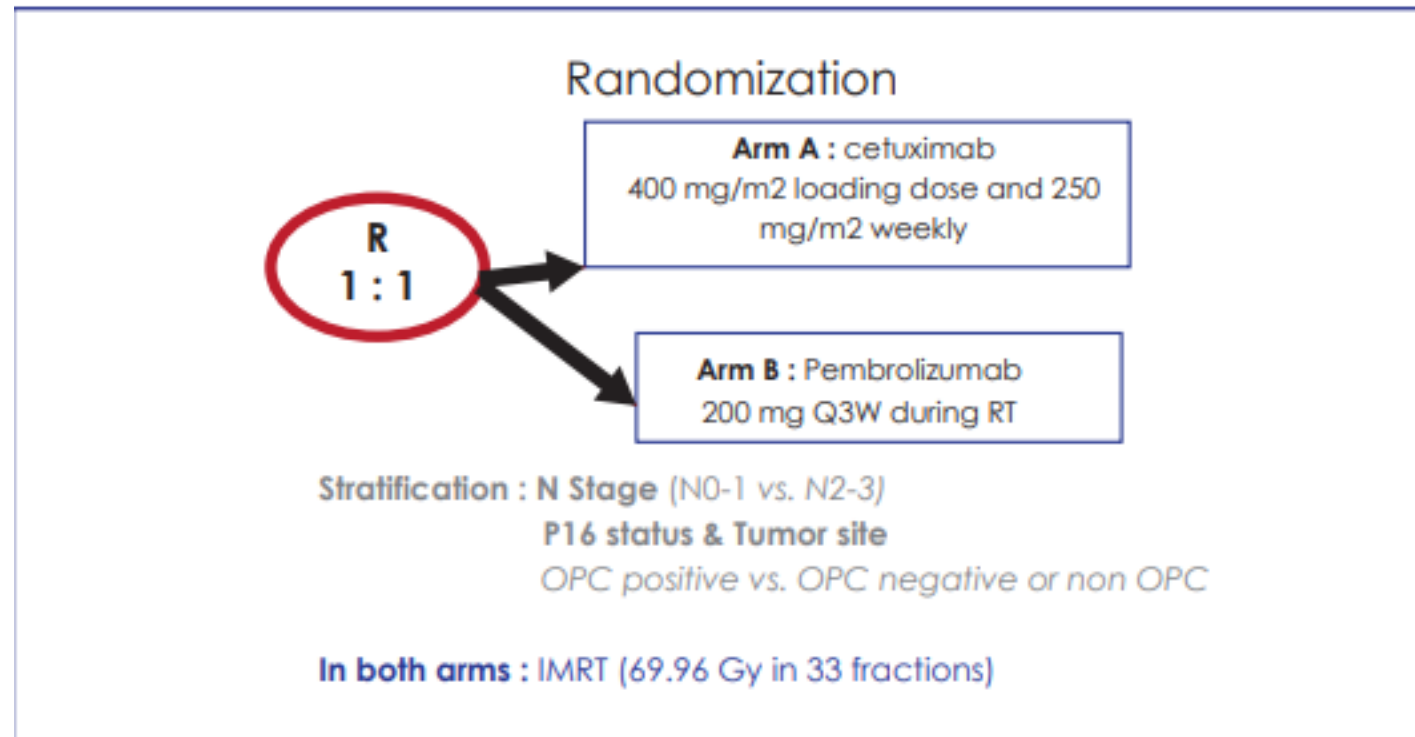 Randomization
Arm A : cetuximab
400 mg/m2 loading dose and 250
mg/m2 weekly
R
1 : 1
Arm B : Pembrolizumab
200 mg Q3W during RT
Stratification : N Stage (N0-1 vs. N2-3)
P16 status & Tumor site
OPC positive vs. OPC negative or non OPC
In both arms : IMRT (69.96 Gy in 33 fractions)